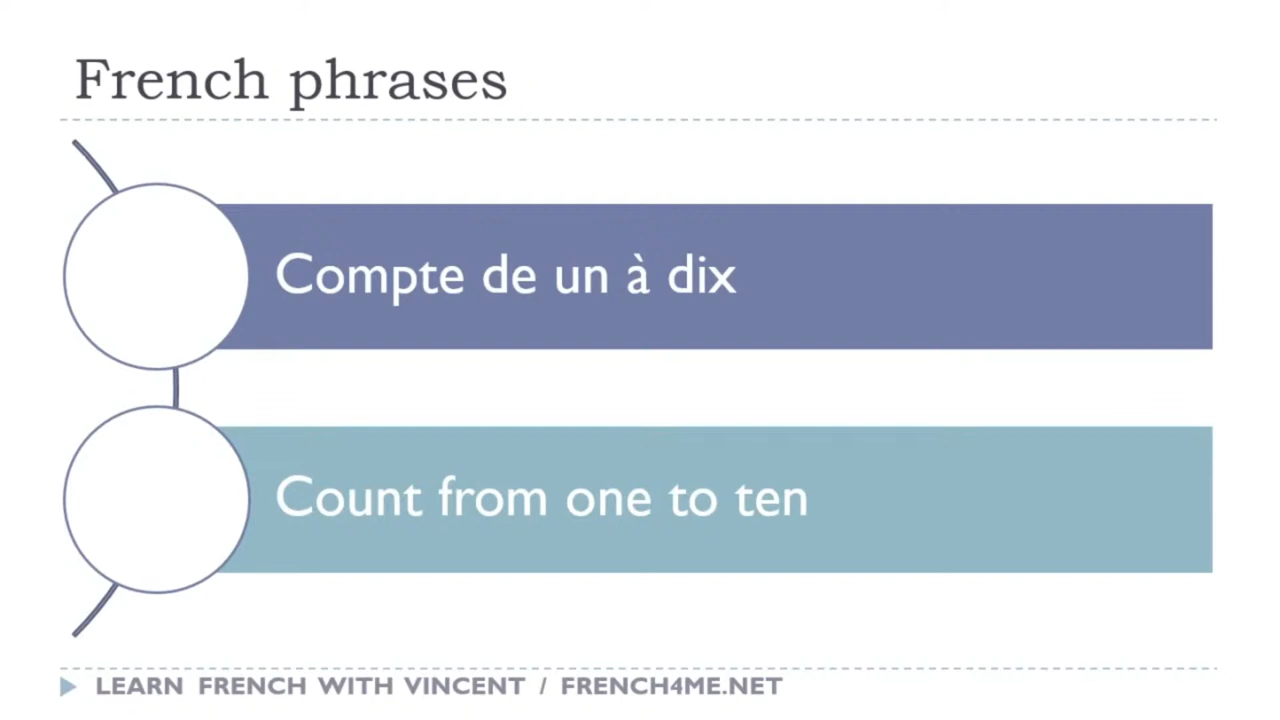 French phrases
Compte de un à dix
Count from one to ten
LEARN FRENCH WITH VINCENT / FRENCH4ME.NET